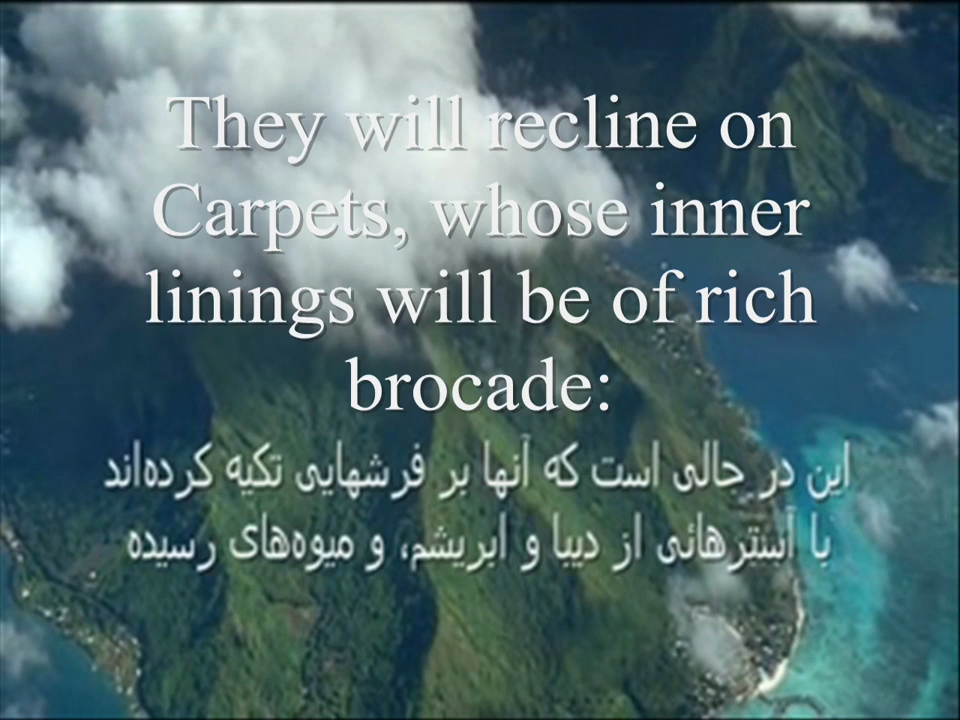 They will recline on
Carpets, whose inner
linings will be of rich
brocade:
این در حالی است که آنها بر فرشهایی تکیه کرده‌اند
با آسترهائی از دیبا و ابریشم، و میوه‌های رسیده